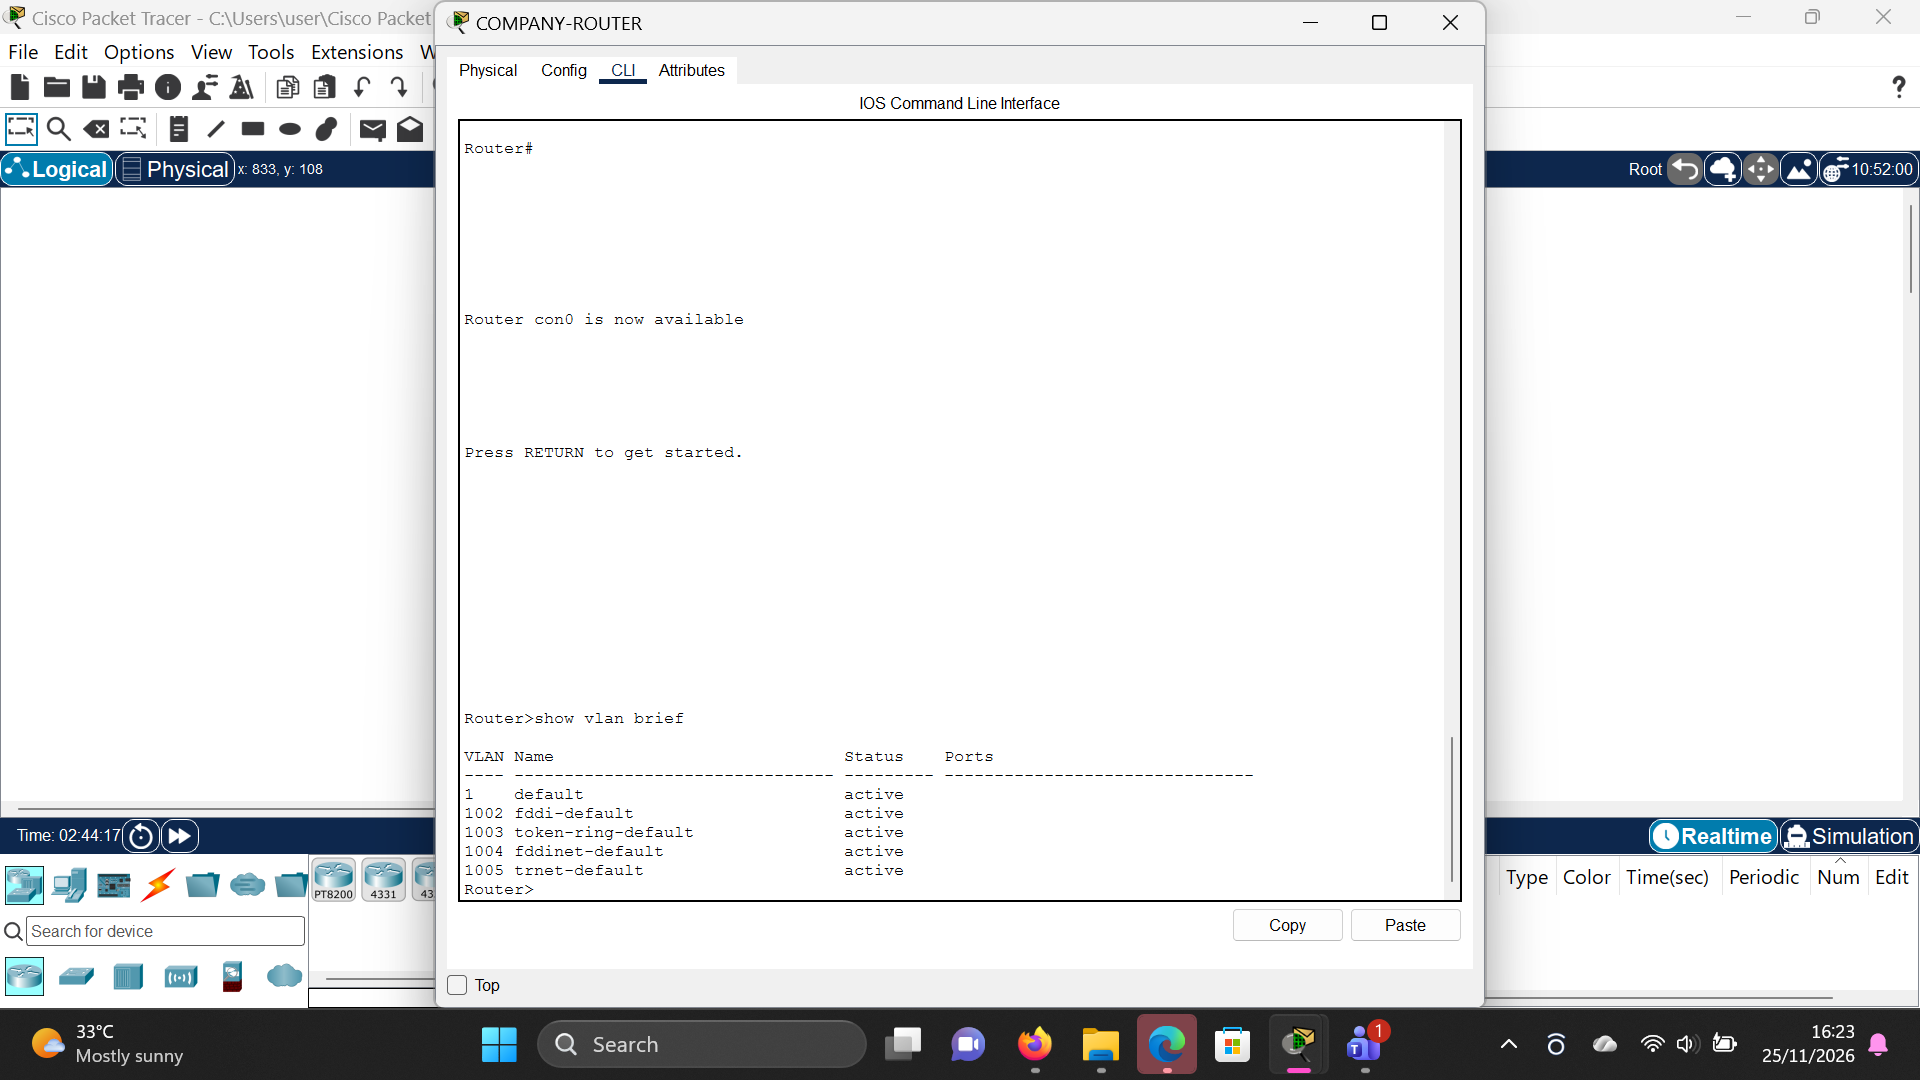 Cisco Packet Tracer - C:\Users\user\Cisco Packet
COMPANY-ROUTER
File Edit Options View Tools Extensions W
Physical Config CLI Attributes
IOS Command Line Interface
Logical Physical x: 833, y: 108
Root 10:52:00
Router#
Router con0 is now available
Press RETURN to get started.
Router>show vlan brief
VLAN Name Status Ports
---- -------------------------------- --------- -------------------------------
1 default active
1002 fddi-default active
1003 token-ring-default active
1004 fddinet-default active
1005 trnet-default active
Router>
Copy Paste
Top
Time: 02:44:17
Realtime Simulation
PT8200 4331 43
Type Color Time(sec) Periodic Num Edit
Search for device
33°C
Mostly sunny
Search
1
16:23
25/11/2026